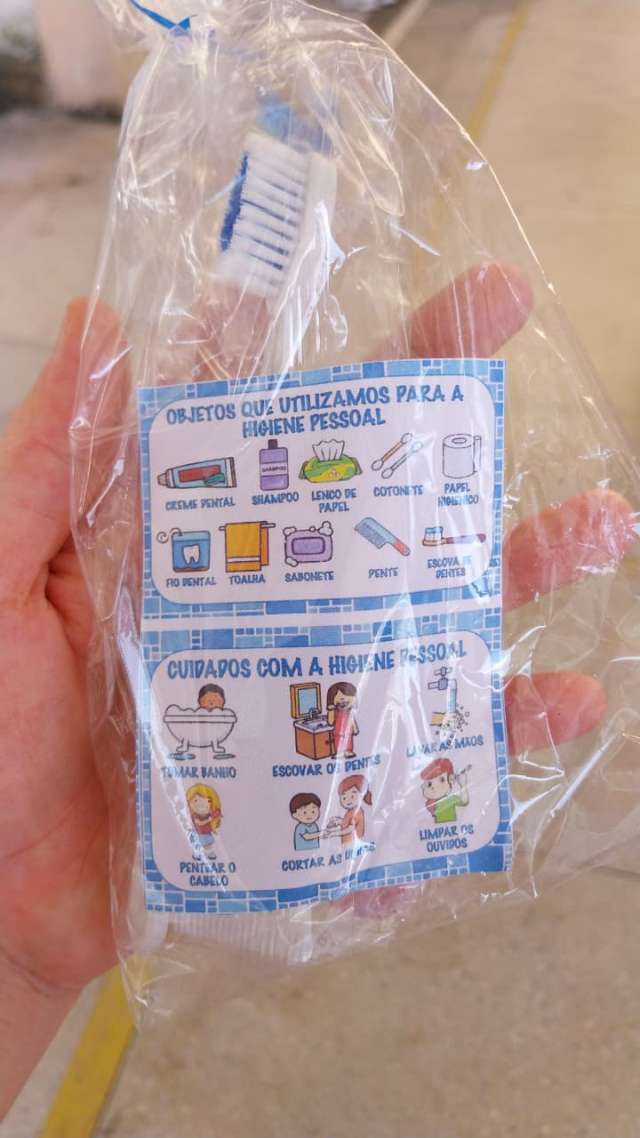 OBJETOS QUE UTILIZAMOS PARA A
HIGIENE PESSOAL
SHAMPOO
CREME DENTAL
SHAMPOO
LENÇO DE
PAPEL
COTONETE
PAPEL
HIGIÊNICO
FIO DENTAL
TOALHA
SABONETE
PENTE
ESCOVA DE
DENTES
CUIDADOS COM A HIGIENE PESSOAL
TOMAR BANHO
ESCOVAR OS DENTES
LAVAR AS MÃOS
PENTEAR O
CABELO
CORTAR AS UNHAS
LIMPAR OS
OUVIDOS